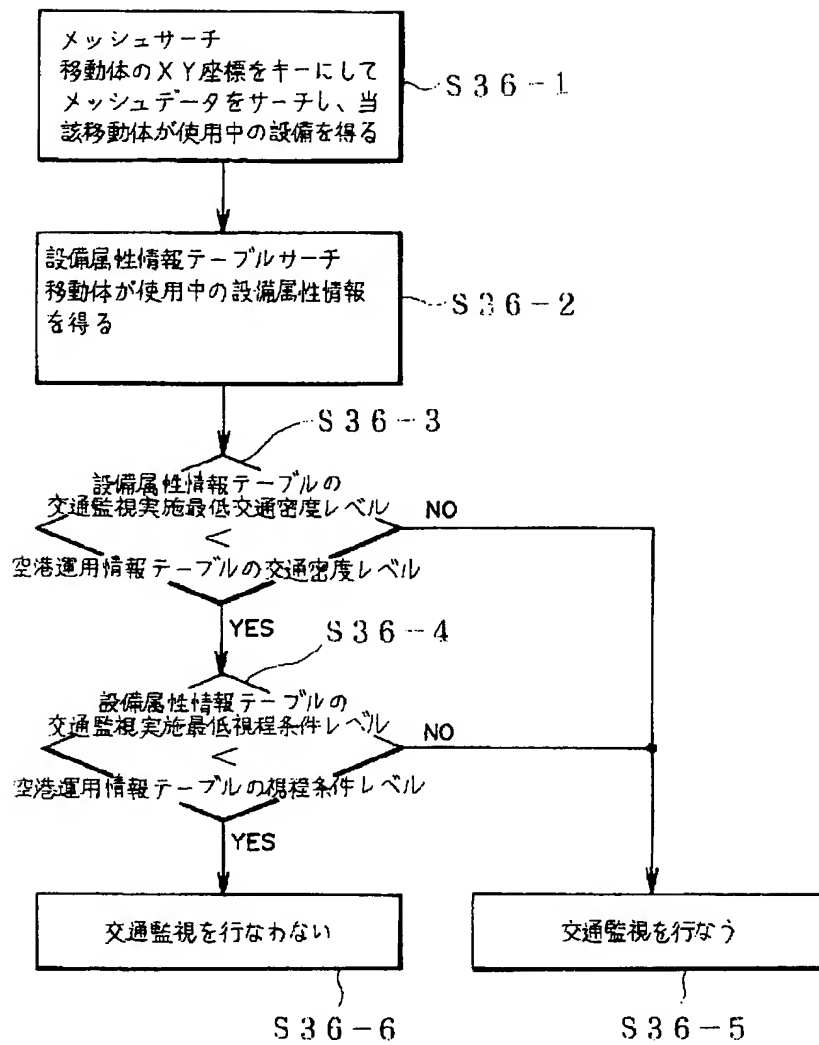 メッシュサーチ
移動体のXY座標をキーにして
メッシュデータをサーチし、当
該移動体が使用中の設備を得る
S36-1
設備属性情報テーブルサーチ
移動体が使用中の設備属性情報
を得る
S36-2
S36-3
設備属性情報テーブルの
交通監視実施最低交通密度レベル
<
空港運用情報テーブルの交通密度レベル
NO
YES
S36-4
設備属性情報テーブルの
交通監視実施最低視程条件レベル
<
空港運用情報テーブルの視程条件レベル
NO
YES
交通監視を行なわない
交通監視を行なう
S36-6
S36-5